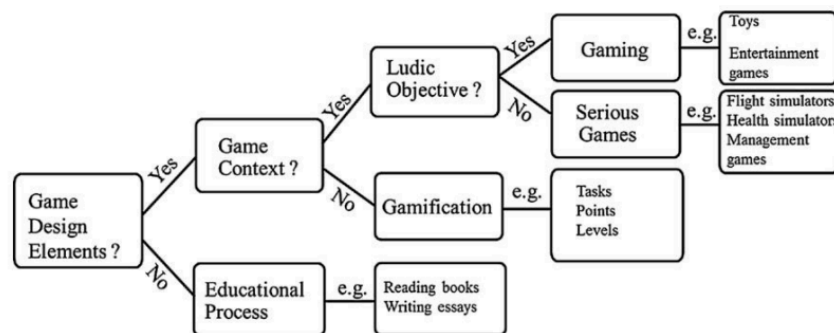 Game
Design
Elements ?
Yes
No
Game
Context ?
Yes
No
Ludic
Objective ?
Yes
No
Gaming
e.g.
Toys
Entertainment
games
Serious
Games
e.g.
Flight simulators
Health simulators
Management
games
Gamification
e.g.
Tasks
Points
Levels
Educational
Process
e.g.
Reading books
Writing essays